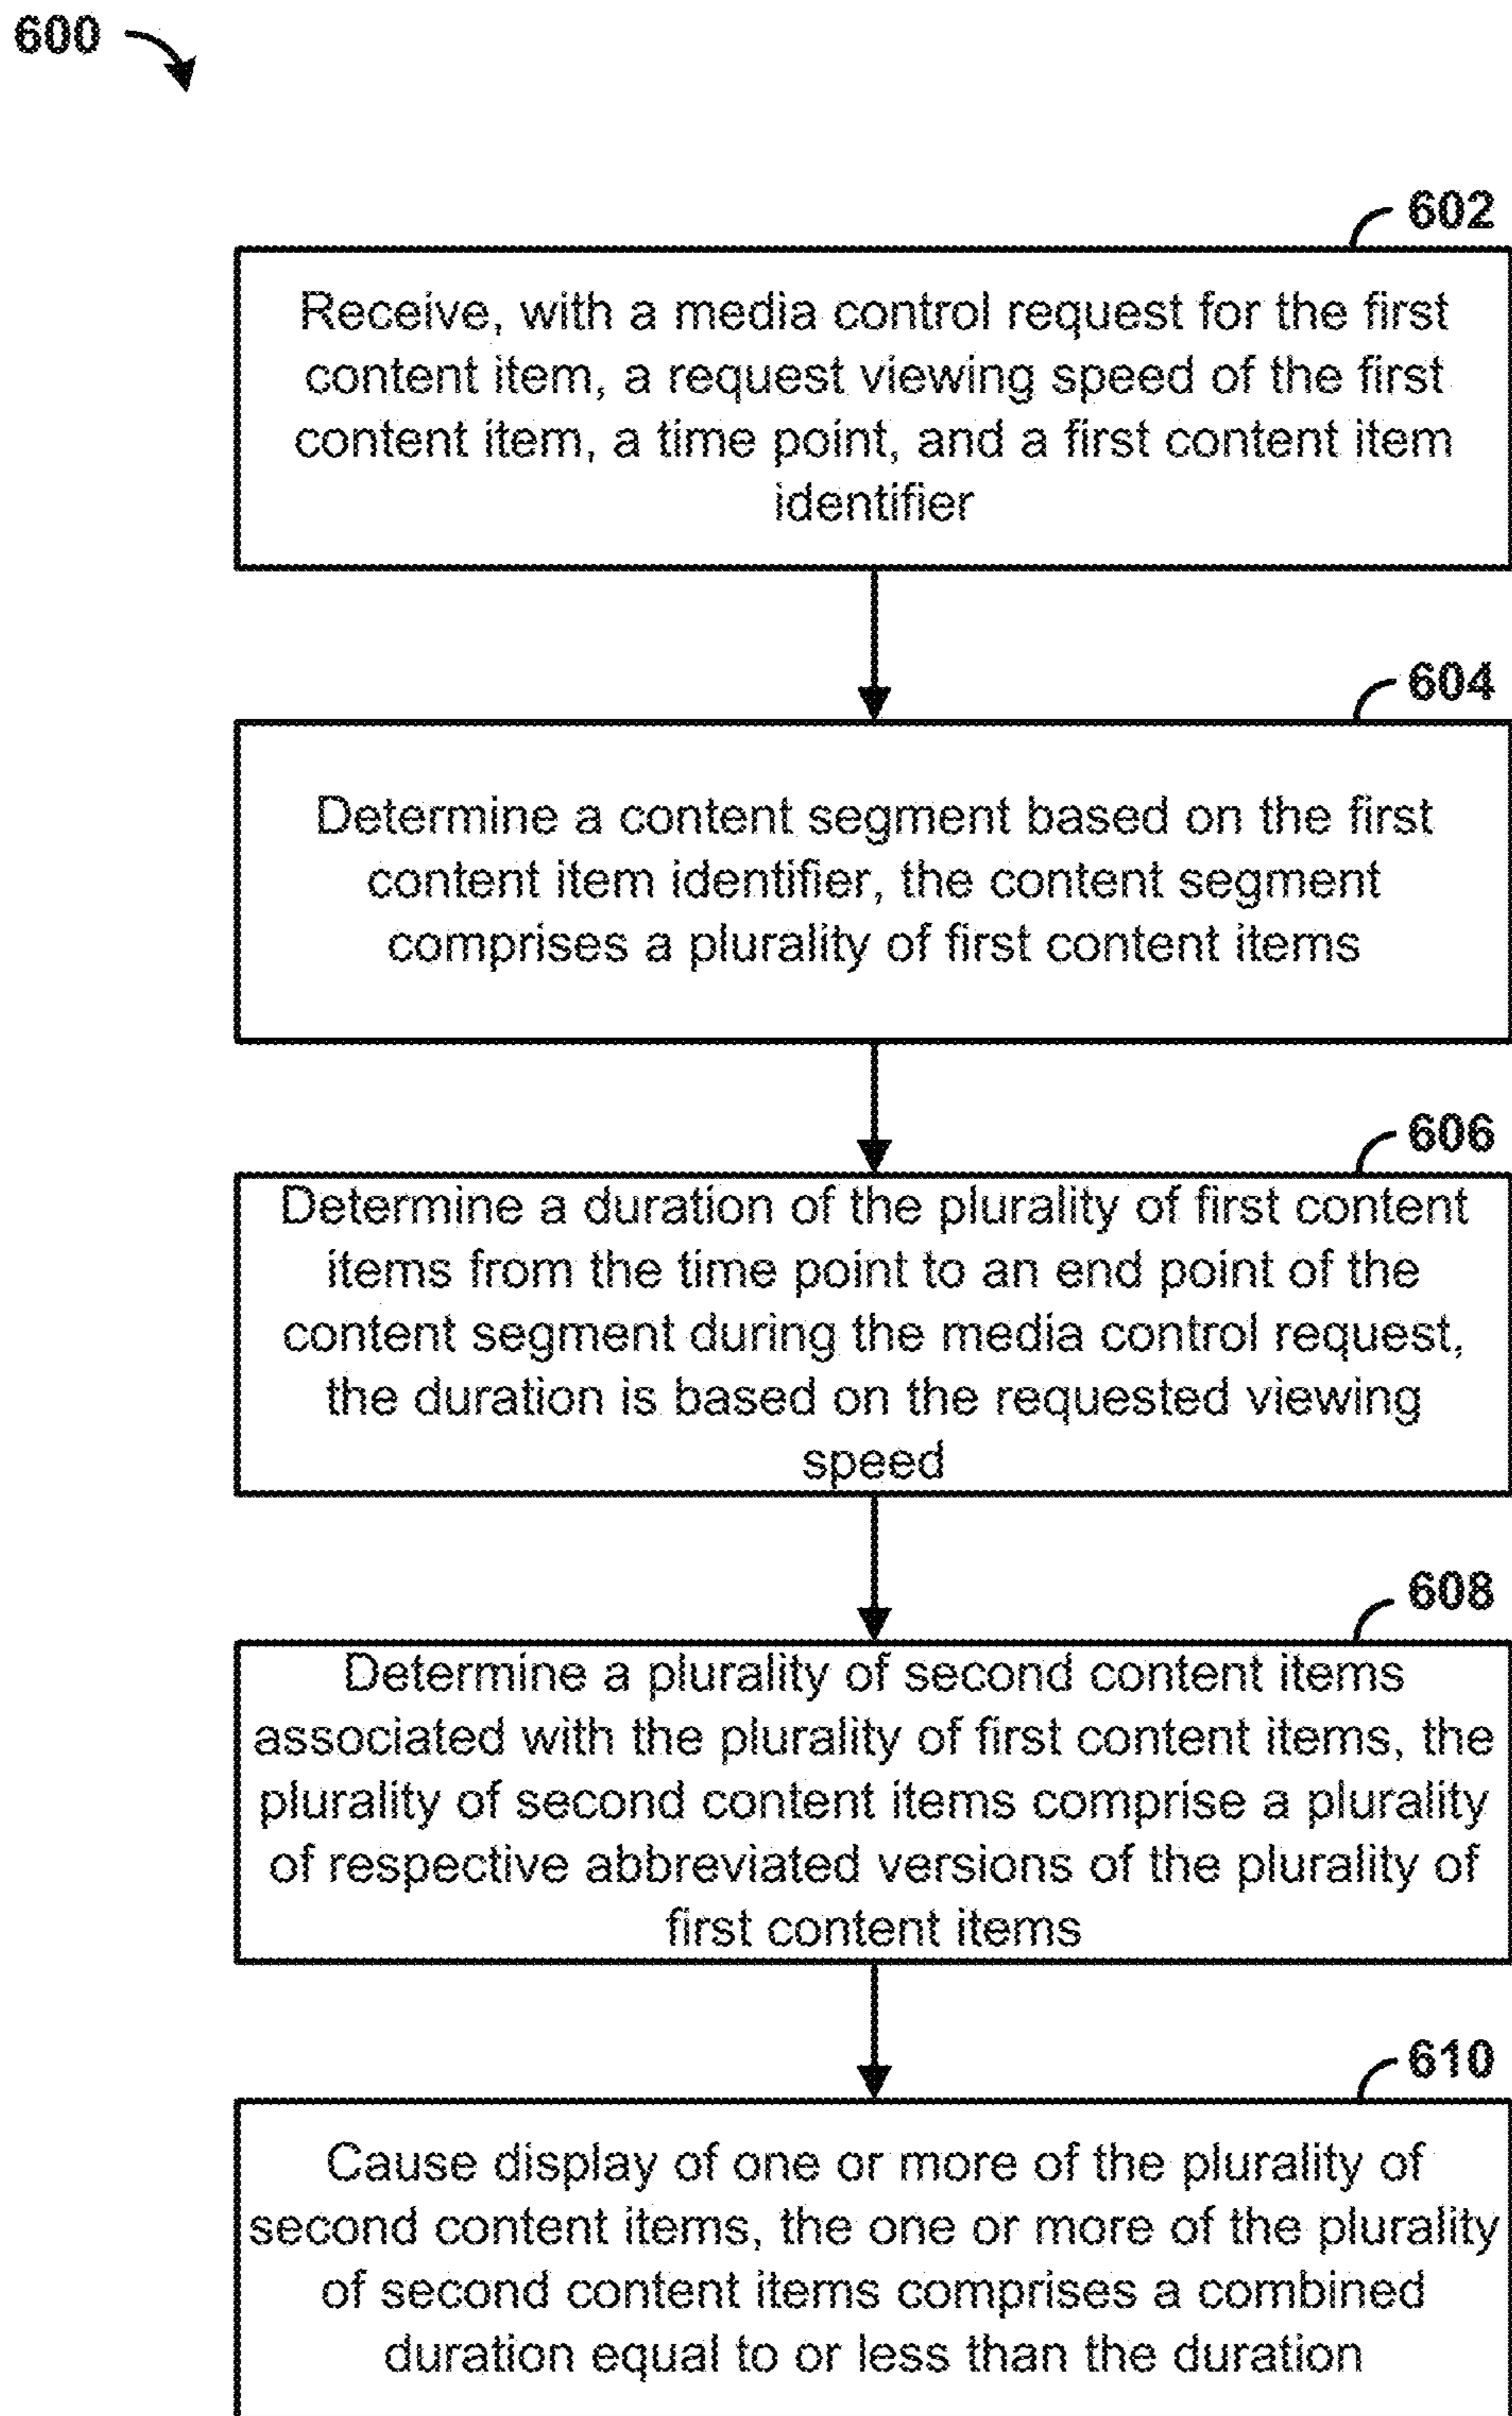 600
602
Receive, with a media control request for the first
content item, a request viewing speed of the first
content item, a time point, and a first content item
identifier
604
Determine a content segment based on the first
content item identifier, the content segment
comprises a plurality of first content items
606
Determine a duration of the plurality of first content
items from the time point to an end point of the
content segment during the media control request,
the duration is based on the requested viewing
speed
608
Determine a plurality of second content items
associated with the plurality of first content items, the
plurality of second content items comprise a plurality
of respective abbreviated versions of the plurality of
first content items
610
Cause display of one or more of the plurality of
second content items, the one or more of the plurality
of second content items comprises a combined
duration equal to or less than the duration